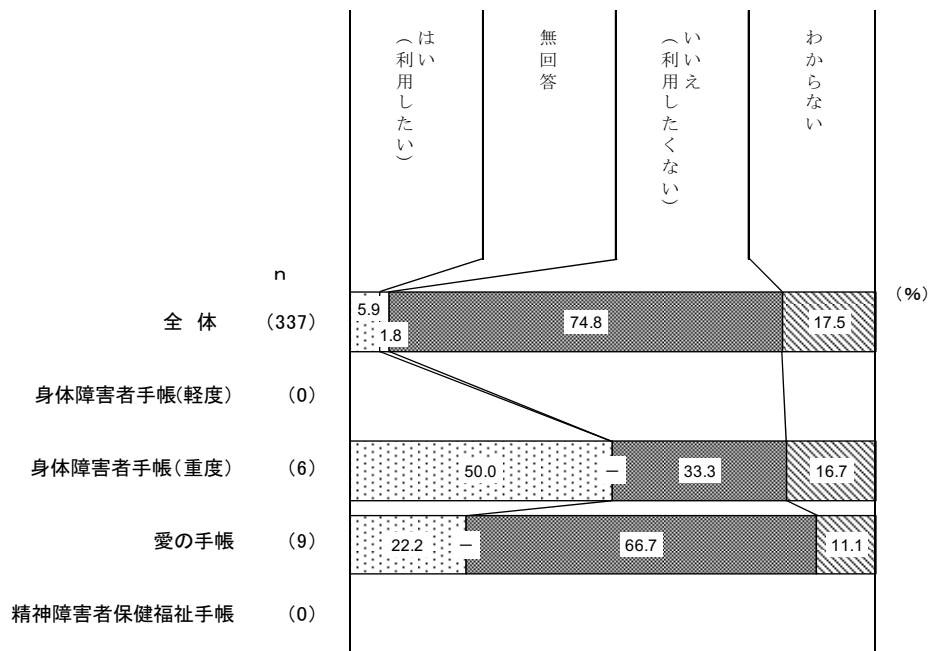 はい
（利用したい）
無回答
いいえ
（利用したくない）
わからない
n
(%)
全 体 (337) 5.9 1.8 74.8 17.5
身体障害者手帳(軽度) (0)
身体障害者手帳(重度) (6) 50.0 － 33.3 16.7
愛の手帳 (9) 22.2 － 66.7 11.1
精神障害者保健福祉手帳 (0)